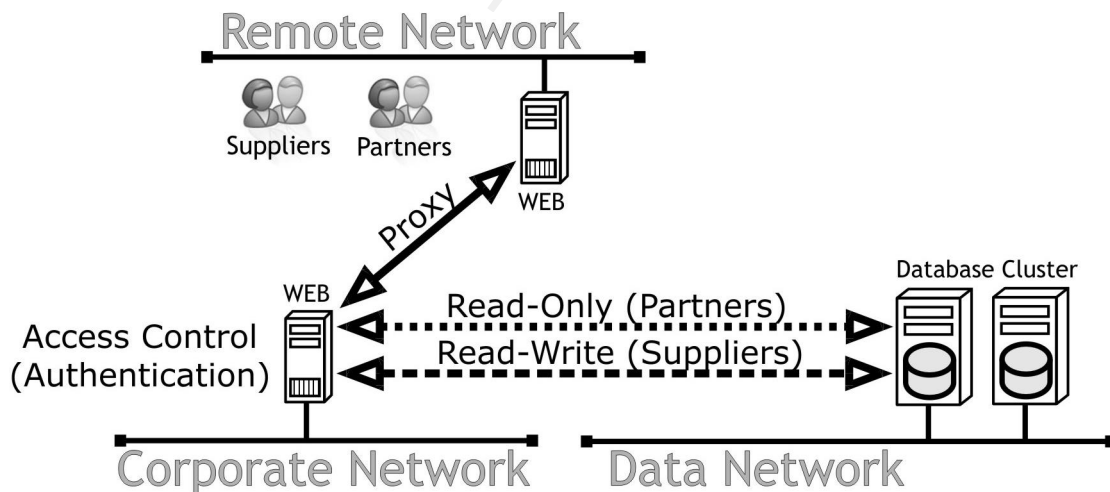 Remote Network
Suppliers
Partners
WEB
Proxy
WEB
Database Cluster
Read-Only (Partners)
Access Control
(Authentication)
Read-Write (Suppliers)
Corporate Network
Data Network